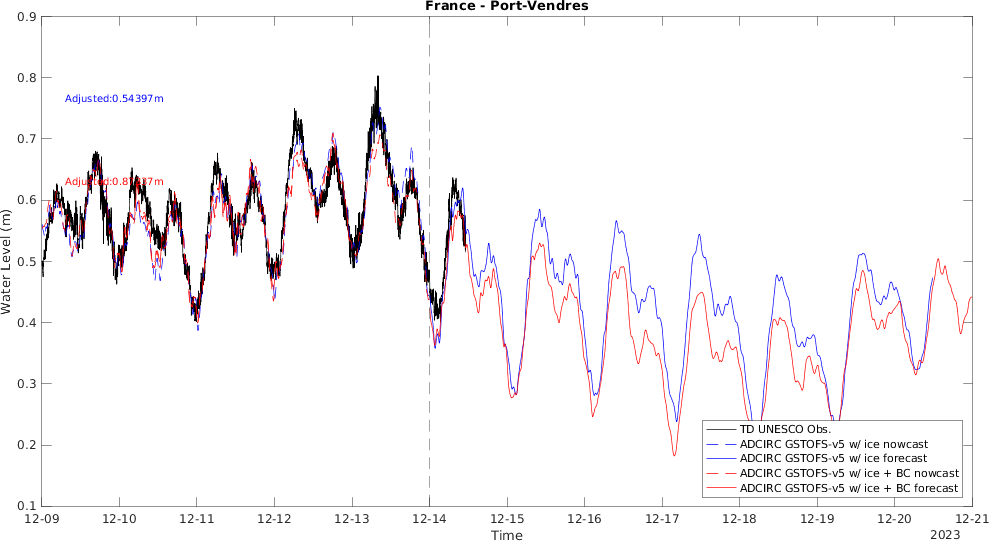 France - Port-Vendres
Water Level (m)
0.9
0.8
0.7
0.6
0.5
0.4
0.3
0.2
0.1
Adjusted:0.54397m
12-09
12-10
12-11
12-12
12-13
12-14
12-15
12-16
12-17
12-18
12-19
12-20
12-21
Time
2023
TD UNESCO Obs.
ADCIRC GSTOFS-v5 w/ ice nowcast
ADCIRC GSTOFS-v5 w/ ice forecast
ADCIRC GSTOFS-v5 w/ ice + BC nowcast
ADCIRC GSTOFS-v5 w/ ice + BC forecast